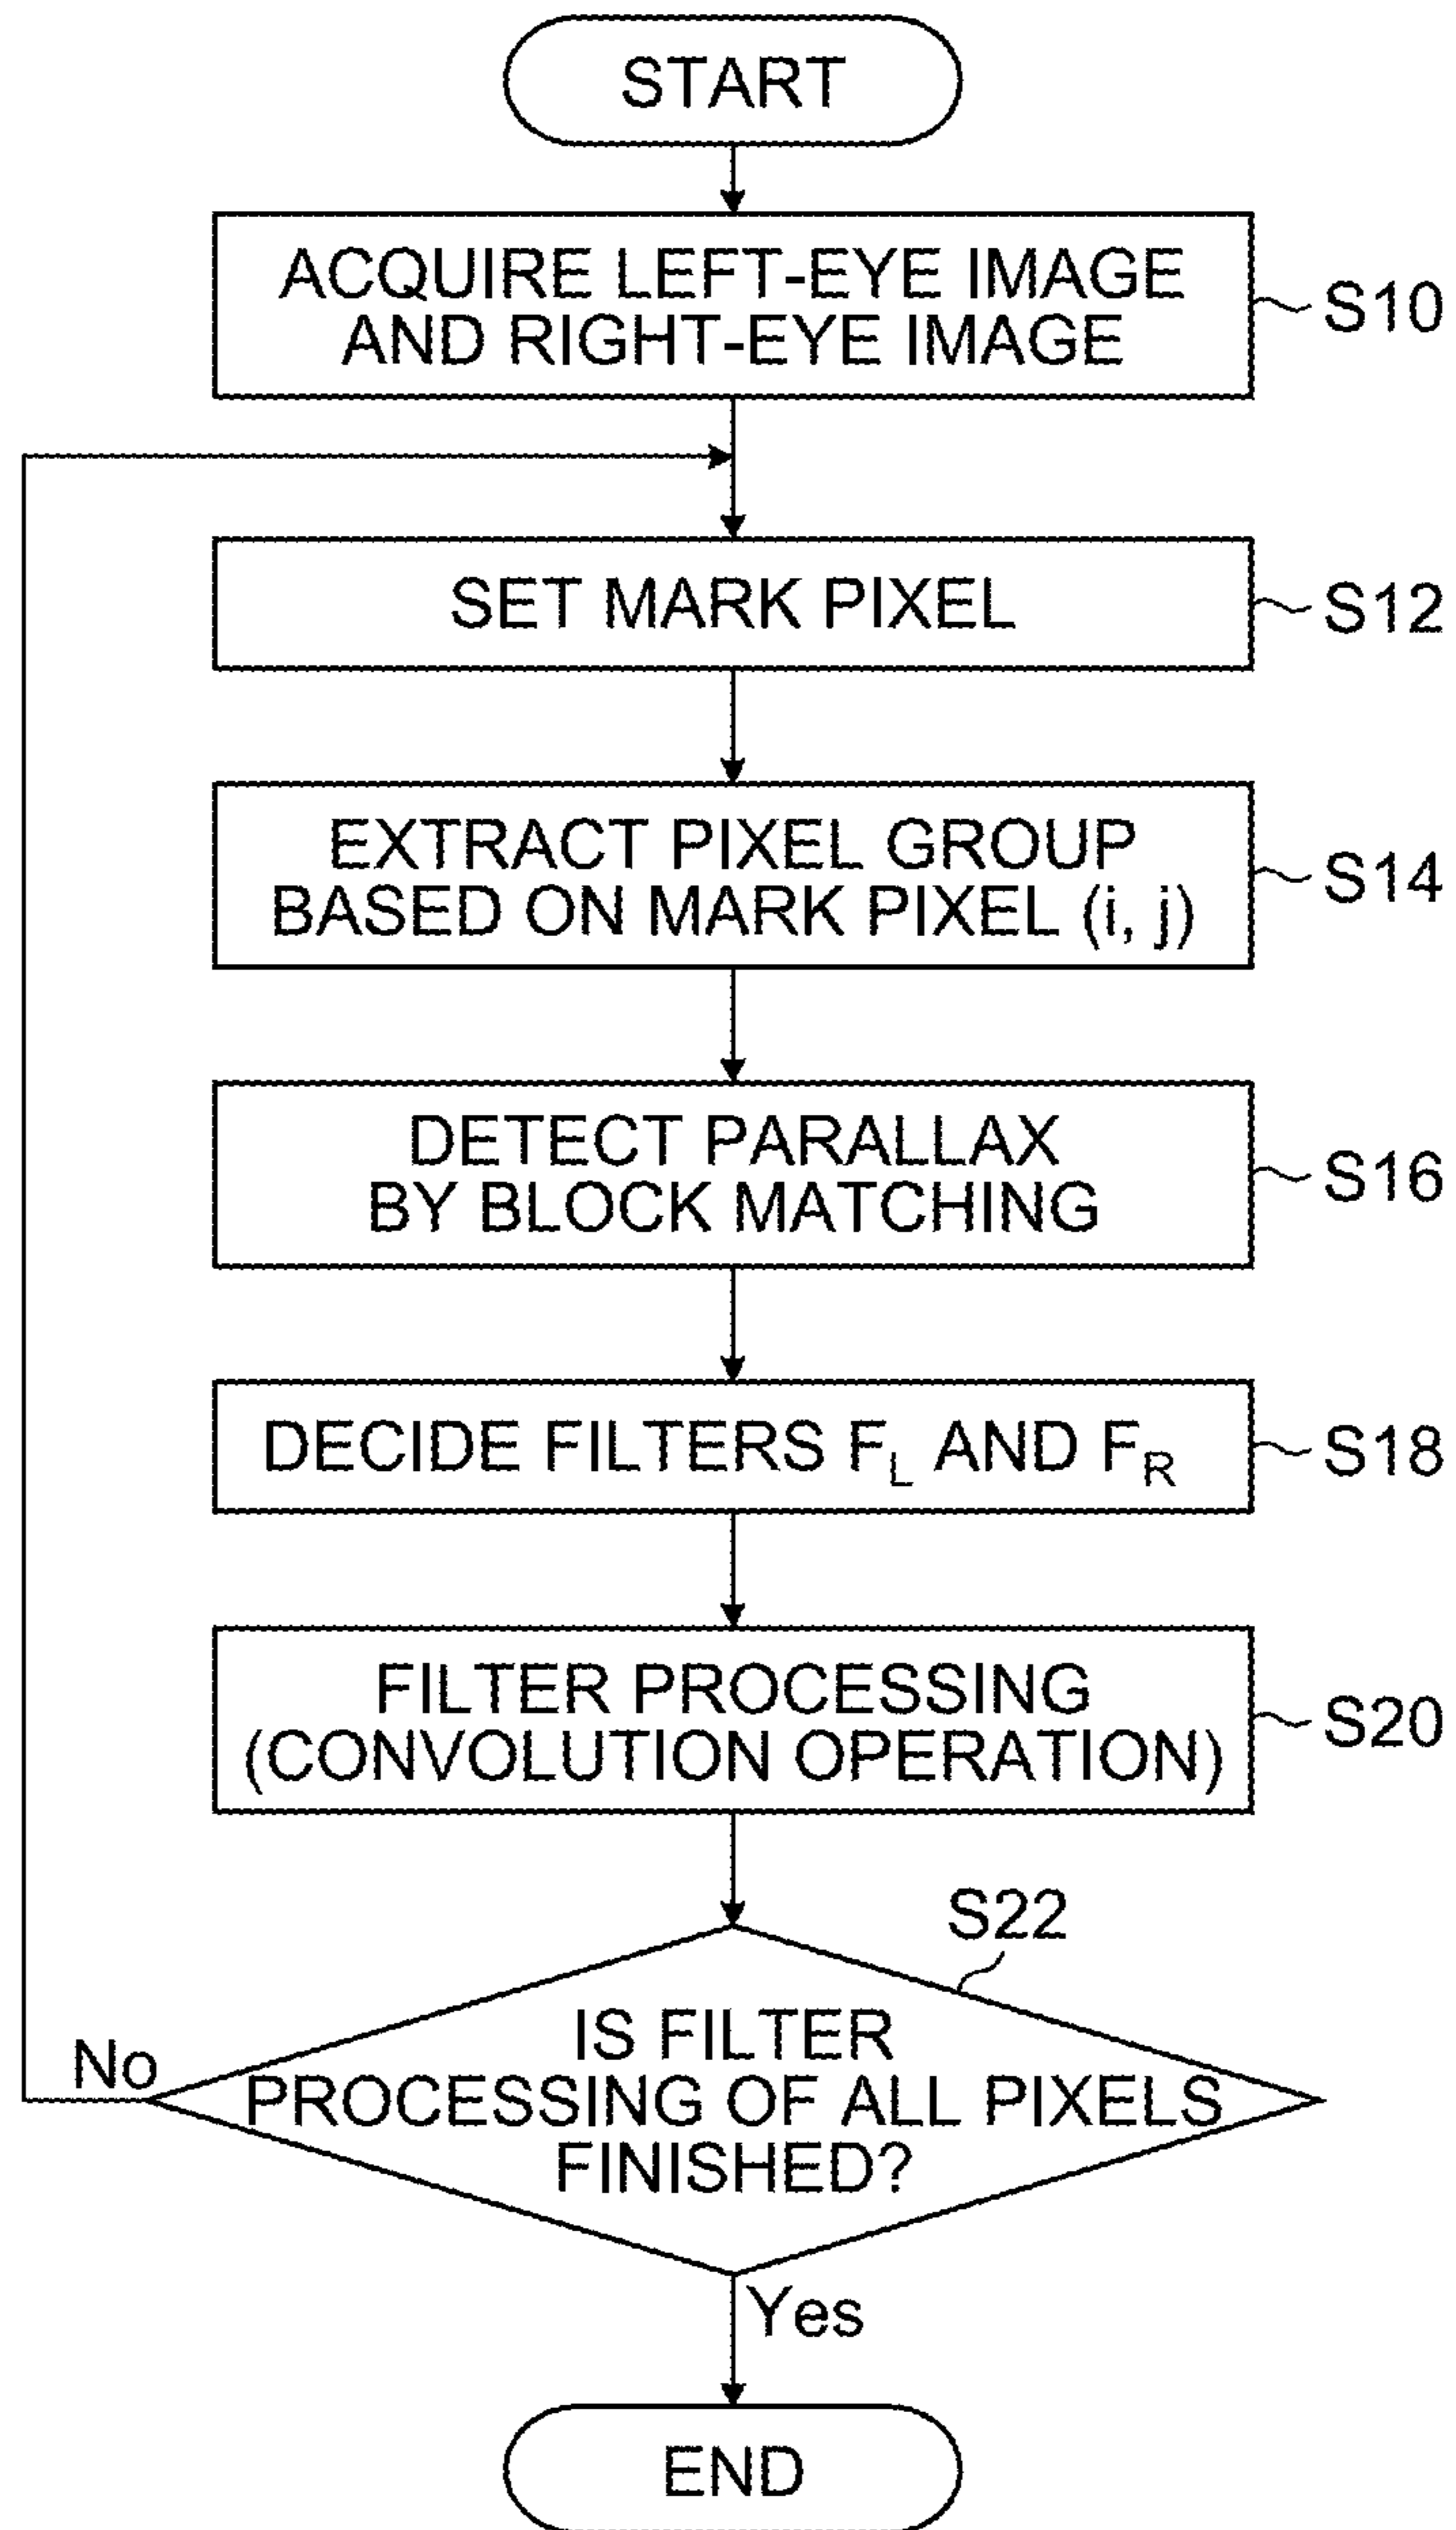 START
ACQUIRE LEFT-EYE IMAGE
AND RIGHT-EYE IMAGE
S10
SET MARK PIXEL
S12
EXTRACT PIXEL GROUP
BASED ON MARK PIXEL (i, j)
S14
DETECT PARALLAX
BY BLOCK MATCHING
S16
DECIDE FILTERS F_L AND F_R
S18
FILTER PROCESSING
(CONVOLUTION OPERATION)
S20
S22
IS FILTER
PROCESSING OF ALL PIXELS
FINISHED?
No
Yes
END